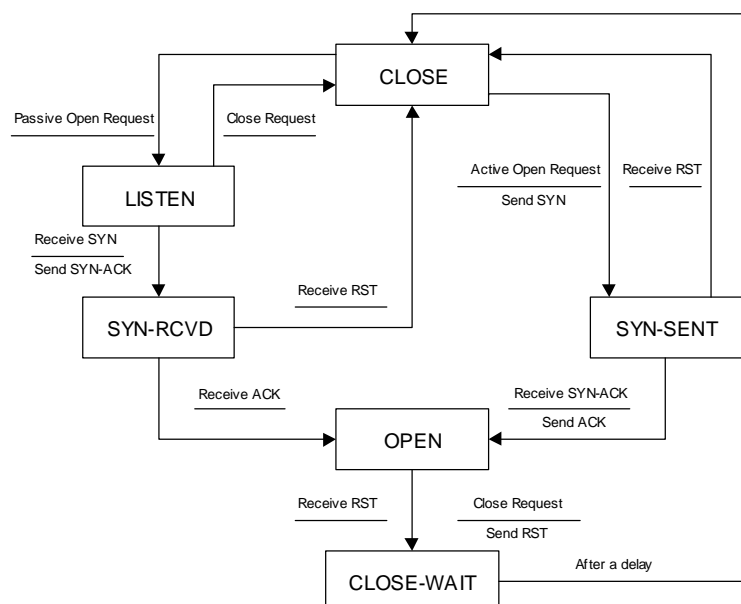 CLOSE
Passive Open Request
Close Request
Active Open Request
Send SYN
Receive RST
LISTEN
Receive SYN
Send SYN-ACK
Receive RST
SYN-RCVD
SYN-SENT
Receive ACK
Receive SYN-ACK
Send ACK
OPEN
Receive RST
Close Request
Send RST
CLOSE-WAIT
After a delay